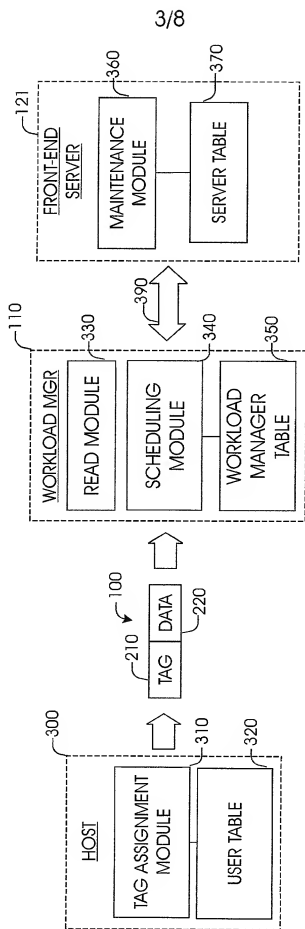 3/8
300
HOST
310
TAG ASSIGNMENT
MODULE
320
USER TABLE
100
210
TAG
DATA
220
110
WORKLOAD MGR
330
READ MODULE
340
SCHEDULING
MODULE
350
WORKLOAD
MANAGER
TABLE
390
121
FRONT-END
SERVER
360
MAINTENANCE
MODULE
370
SERVER TABLE